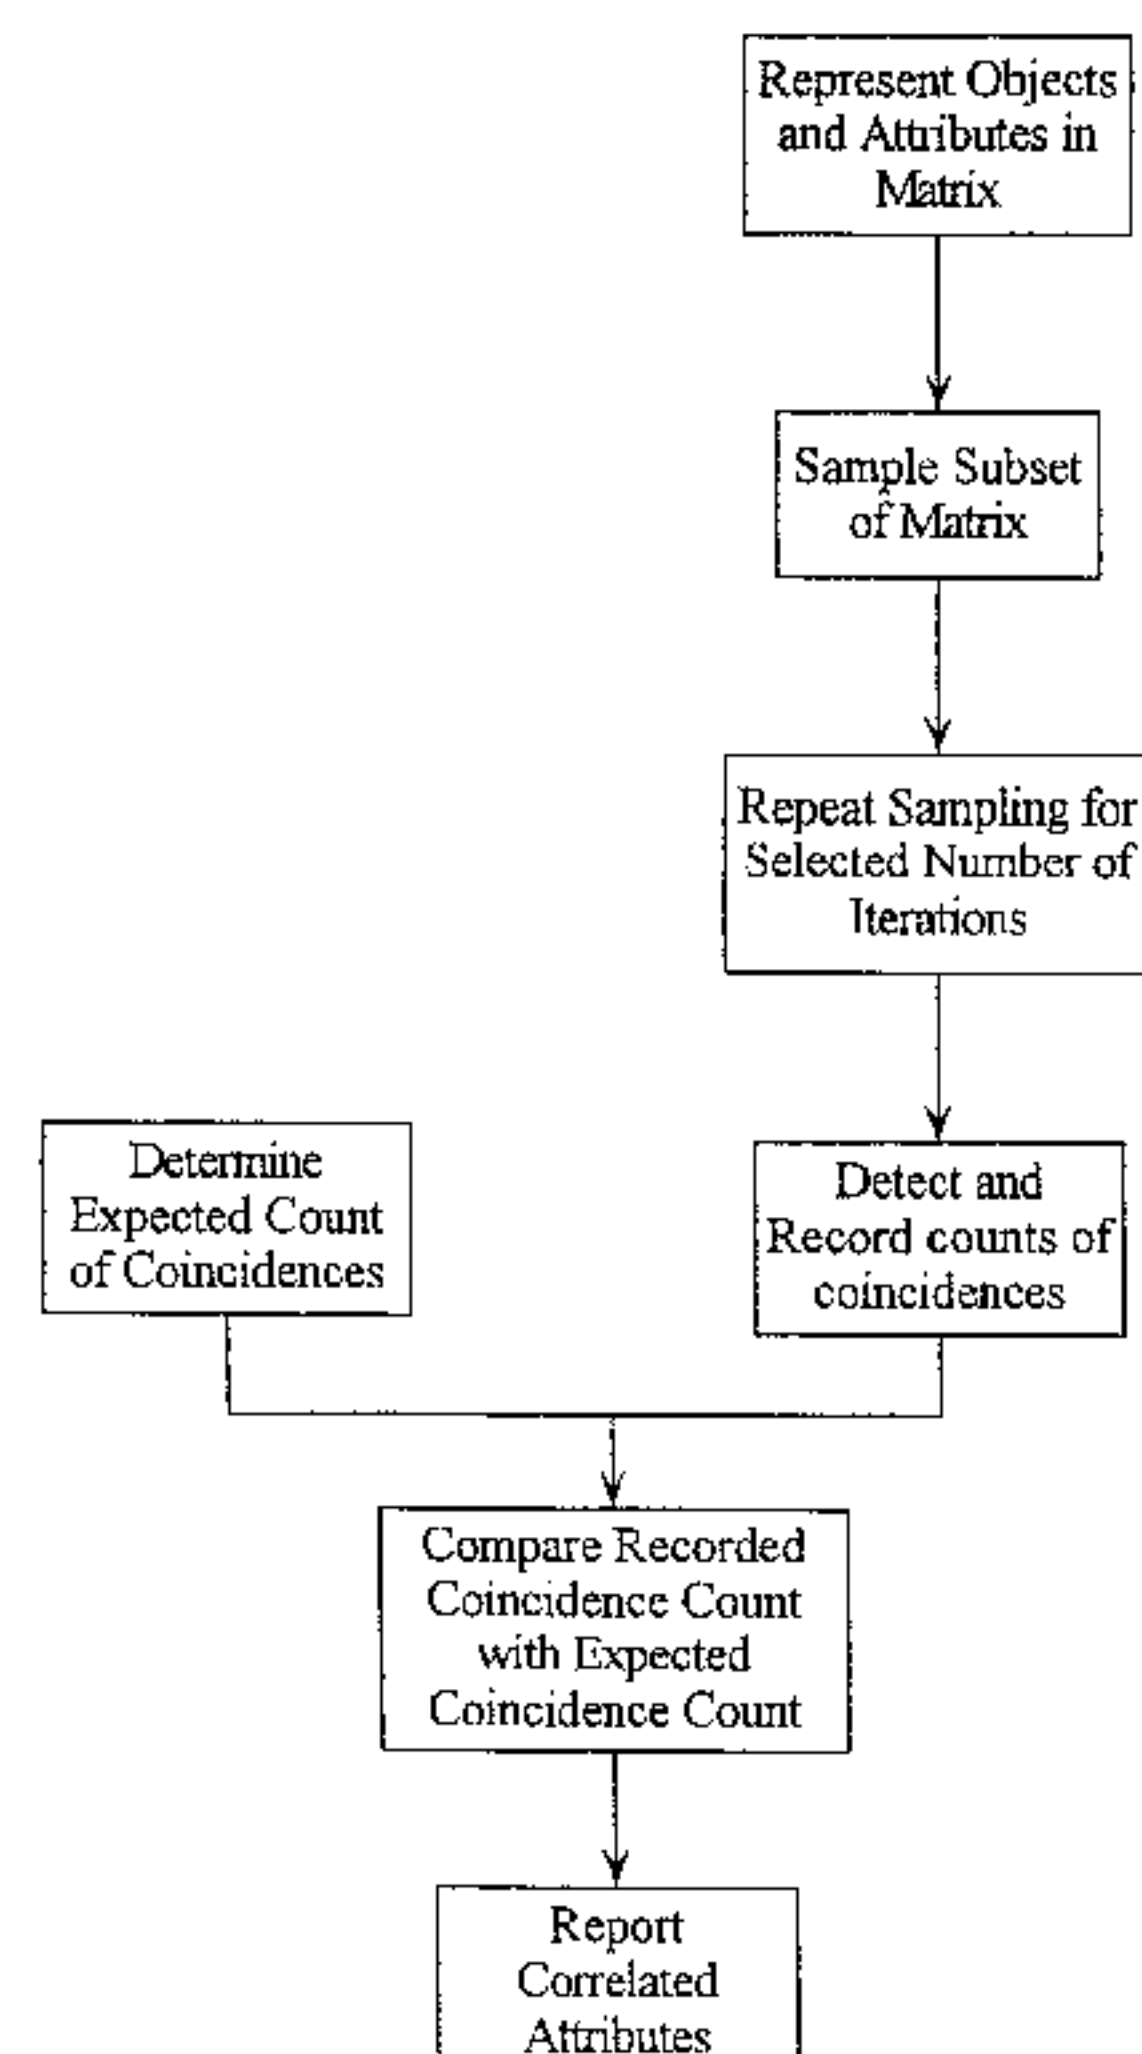 Represent Objects
and Attributes in
Matrix
Sample Subset
of Matrix
Repeat Sampling for
Selected Number of
Iterations
Determine
Expected Count
of Coincidences
Detect and
Record counts of
coincidences
Compare Recorded
Coincidence Count
with Expected
Coincidence Count
Report
Correlated
Attributes